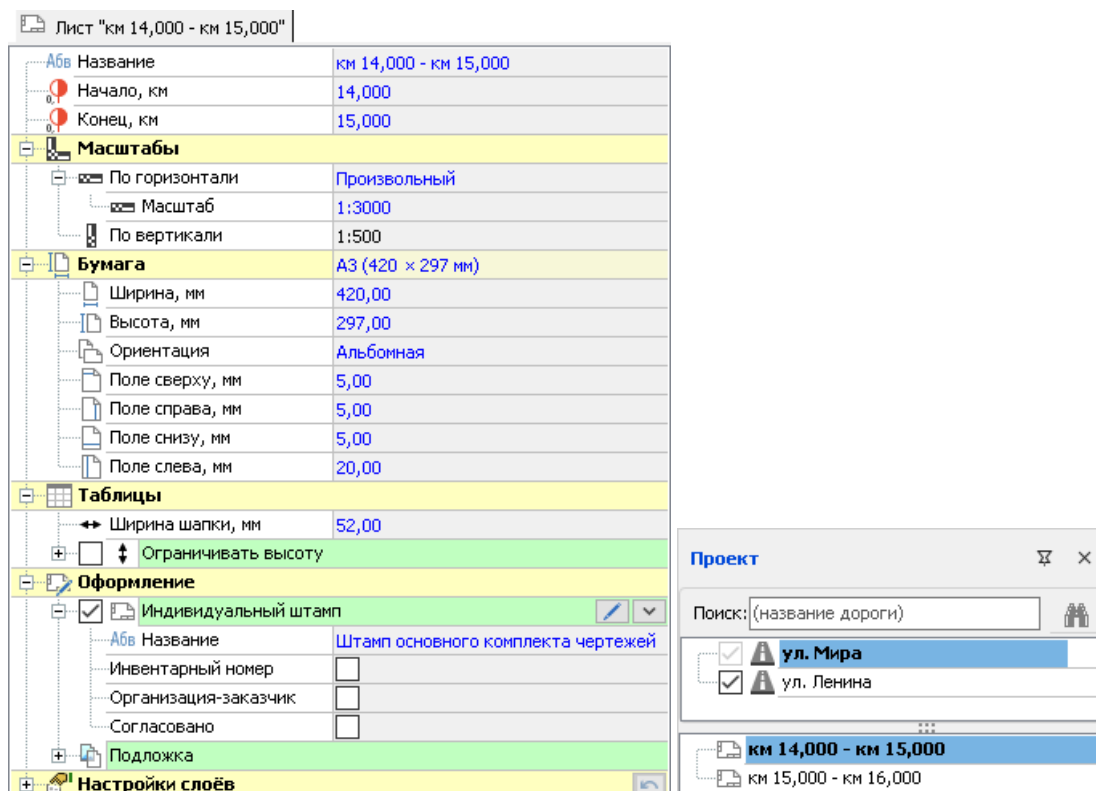 Лист "км 14,000 - км 15,000"
Абв Название км 14,000 - км 15,000
0, Начало, км 14,000
0, Конец, км 15,000
Масштабы
По горизонтали Произвольный
Масштаб 1:3000
По вертикали 1:500
Бумага А3 (420 × 297 мм)
Ширина, мм 420,00
Высота, мм 297,00
Ориентация Альбомная
Поле сверху, мм 5,00
Поле справа, мм 5,00
Поле снизу, мм 5,00
Поле слева, мм 20,00
Таблицы
Ширина шапки, мм 52,00
Ограничивать высоту
Оформление
Индивидуальный штамп
Абв Название Штамп основного комплекта чертежей
Инвентарный номер
Организация-заказчик
Согласовано
Подложка
Настройки слоёв
Проект
Поиск: (название дороги)
ул. Мира
ул. Ленина
км 14,000 - км 15,000
км 15,000 - км 16,000